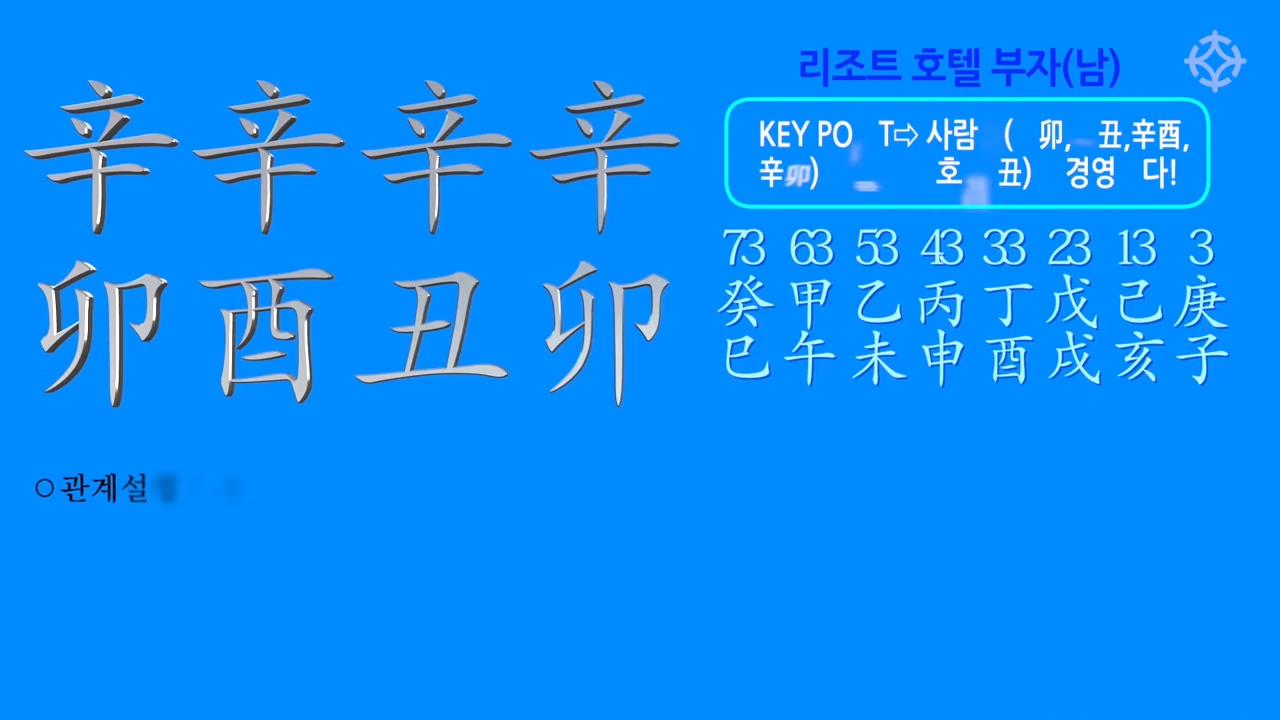 辛辛辛辛
卯酉丑卯
리조트 호텔 부자(남)
KEY PO T⇨ 사람 ( 卯, 丑,辛酉,
辛卯) 호 丑) 경영 다!
73 63 53 43 33 23 13 3
癸甲乙丙丁戊己庚
巳午未申酉戌亥子
○관계설